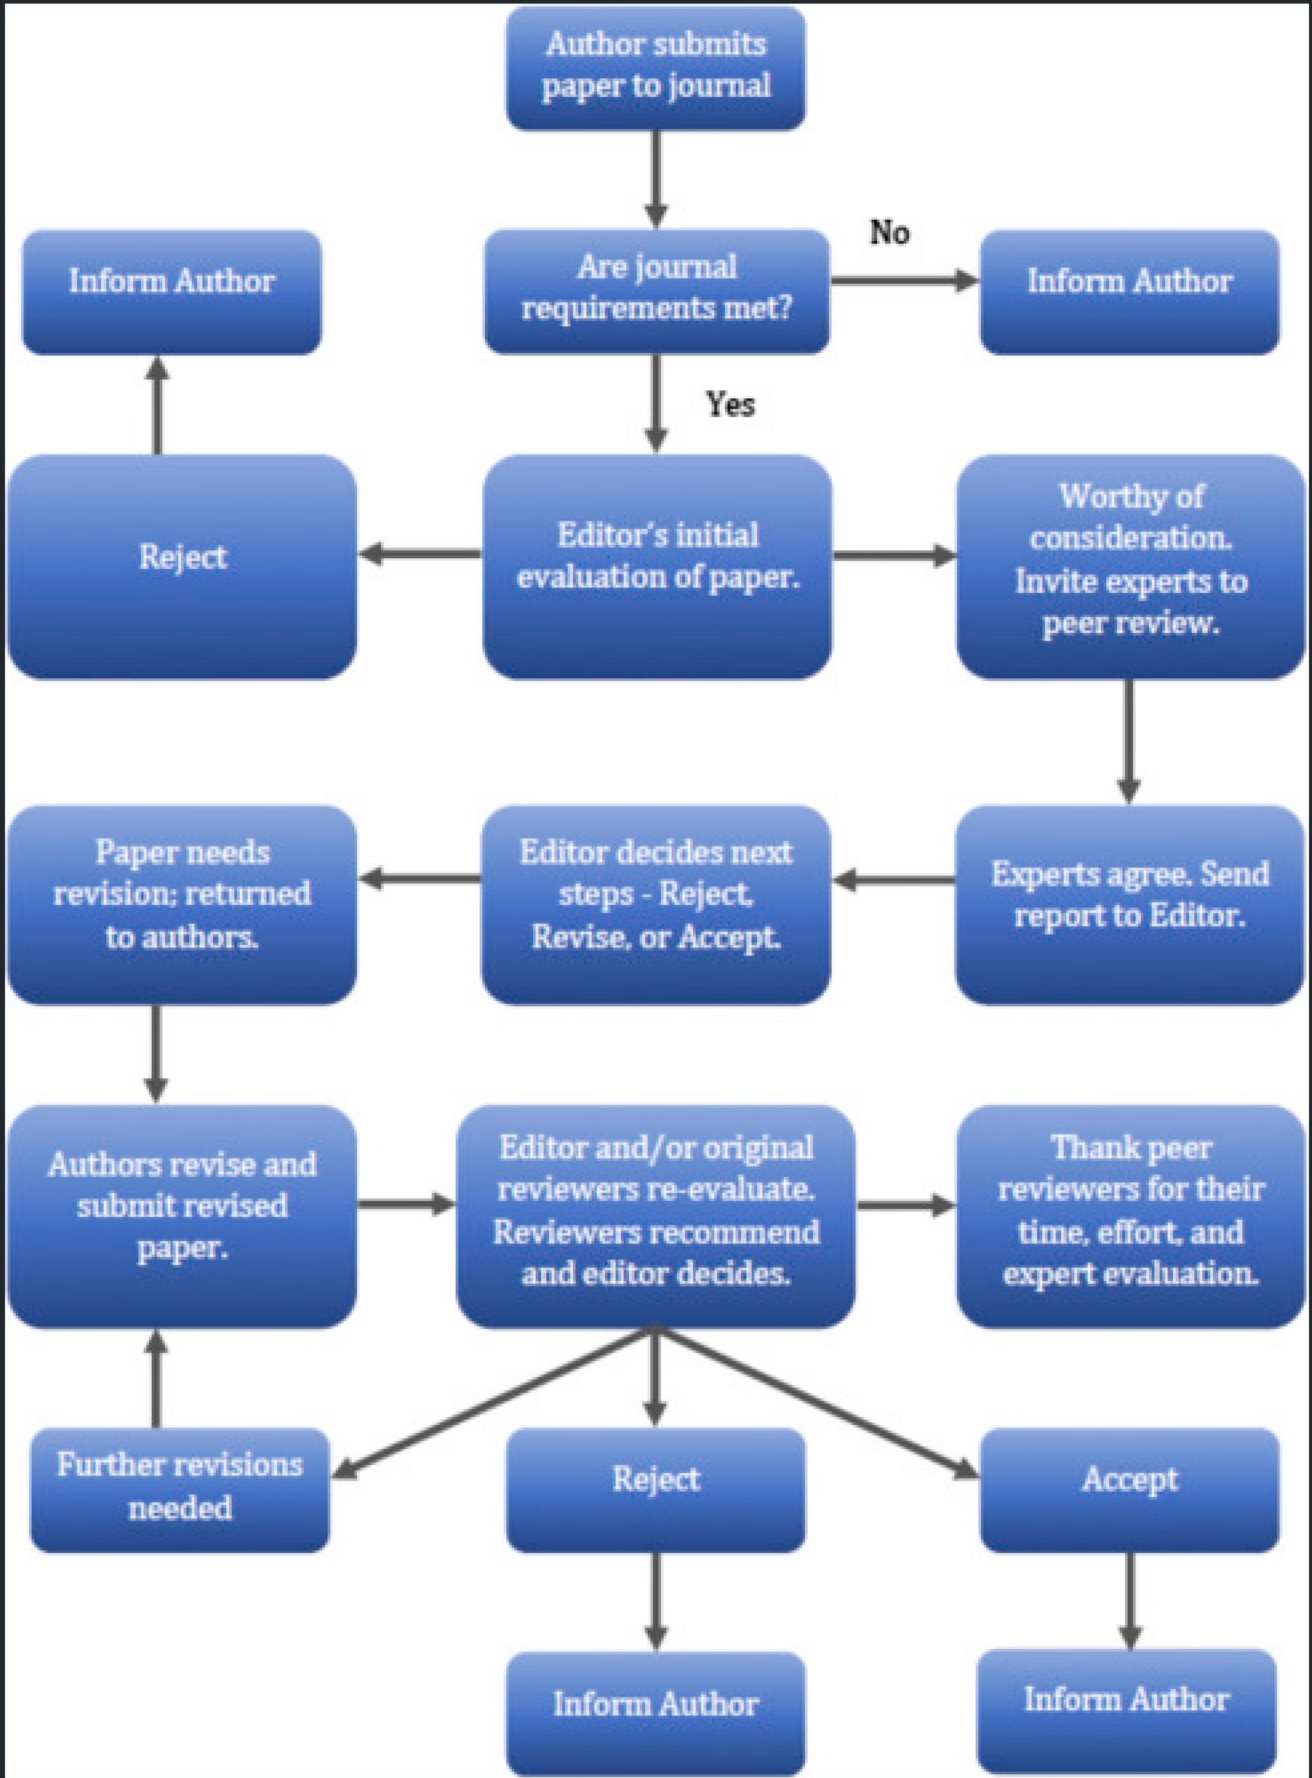 Author submits
paper to journal
No
Inform Author
Are journal
requirements met?
Inform Author
Yes
Reject
Editor's initial
evaluation of paper.
Worthy of
consideration.
Invite experts to
peer review.
Paper needs
revision; returned
to authors.
Editor decides next
steps - Reject,
Revise, or Accept.
Experts agree. Send
report to Editor.
Authors revise and
submit revised
paper.
Editor and/or original
reviewers re-evaluate.
Reviewers recommend
and editor decides.
Thank peer
reviewers for their
time, effort, and
expert evaluation.
Further revisions
needed
Reject
Accept
Inform Author
Inform Author